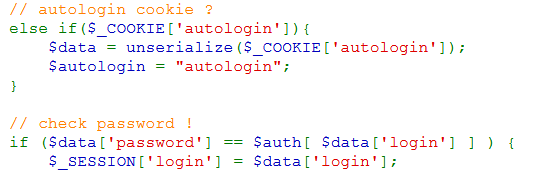 // autologin cookie ?
else if($_COOKIE['autologin']){
$data = unserialize($_COOKIE['autologin']);
$autologin = "autologin";
}
// check password !
if ($data['password'] == $auth[ $data['login'] ] ) {
$_SESSION['login'] = $data['login'];